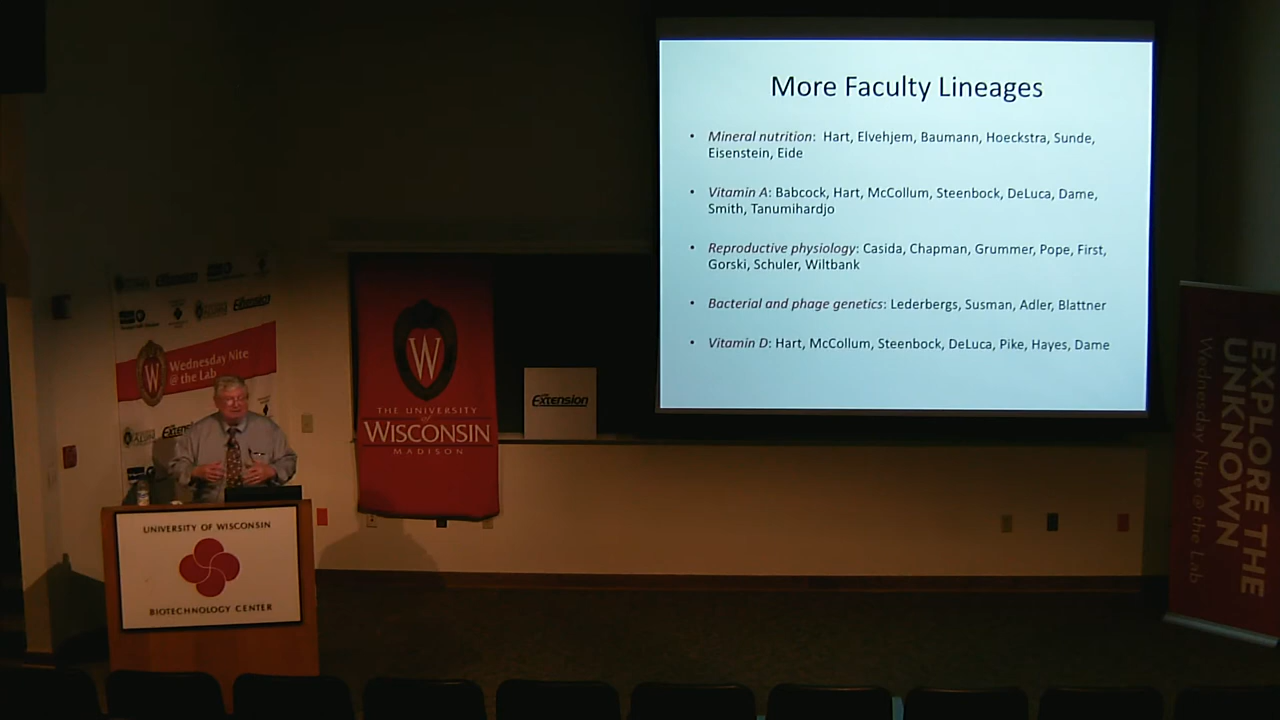 More Faculty Lineages
• Mineral nutrition: Hart, Elvehjem, Baumann, Hoeckstra, Sunde,
Eisenstein, Eide
• Vitamin A: Babcock, Hart, McCollum, Steenbock, DeLuca, Dame,
Smith, Tanumihardjo
• Reproductive physiology: Casida, Chapman, Grummer, Pope, First,
Gorski, Schuler, Wiltbank
• Bacterial and phage genetics: Lederbergs, Susman, Adler, Blattner
• Vitamin D: Hart, McCollum, Steenbock, DeLuca, Pike, Hayes, Dame
Wednesday Nite
@ the Lab
Extension
W
THE UNIVERSITY
of
WISCONSIN
MADISON
Extension
UNIVERSITY OF WISCONSIN
BIOTECHNOLOGY CENTER
EXPLORE THE
UNKNOWN
Wednesday Nite @ the Lab